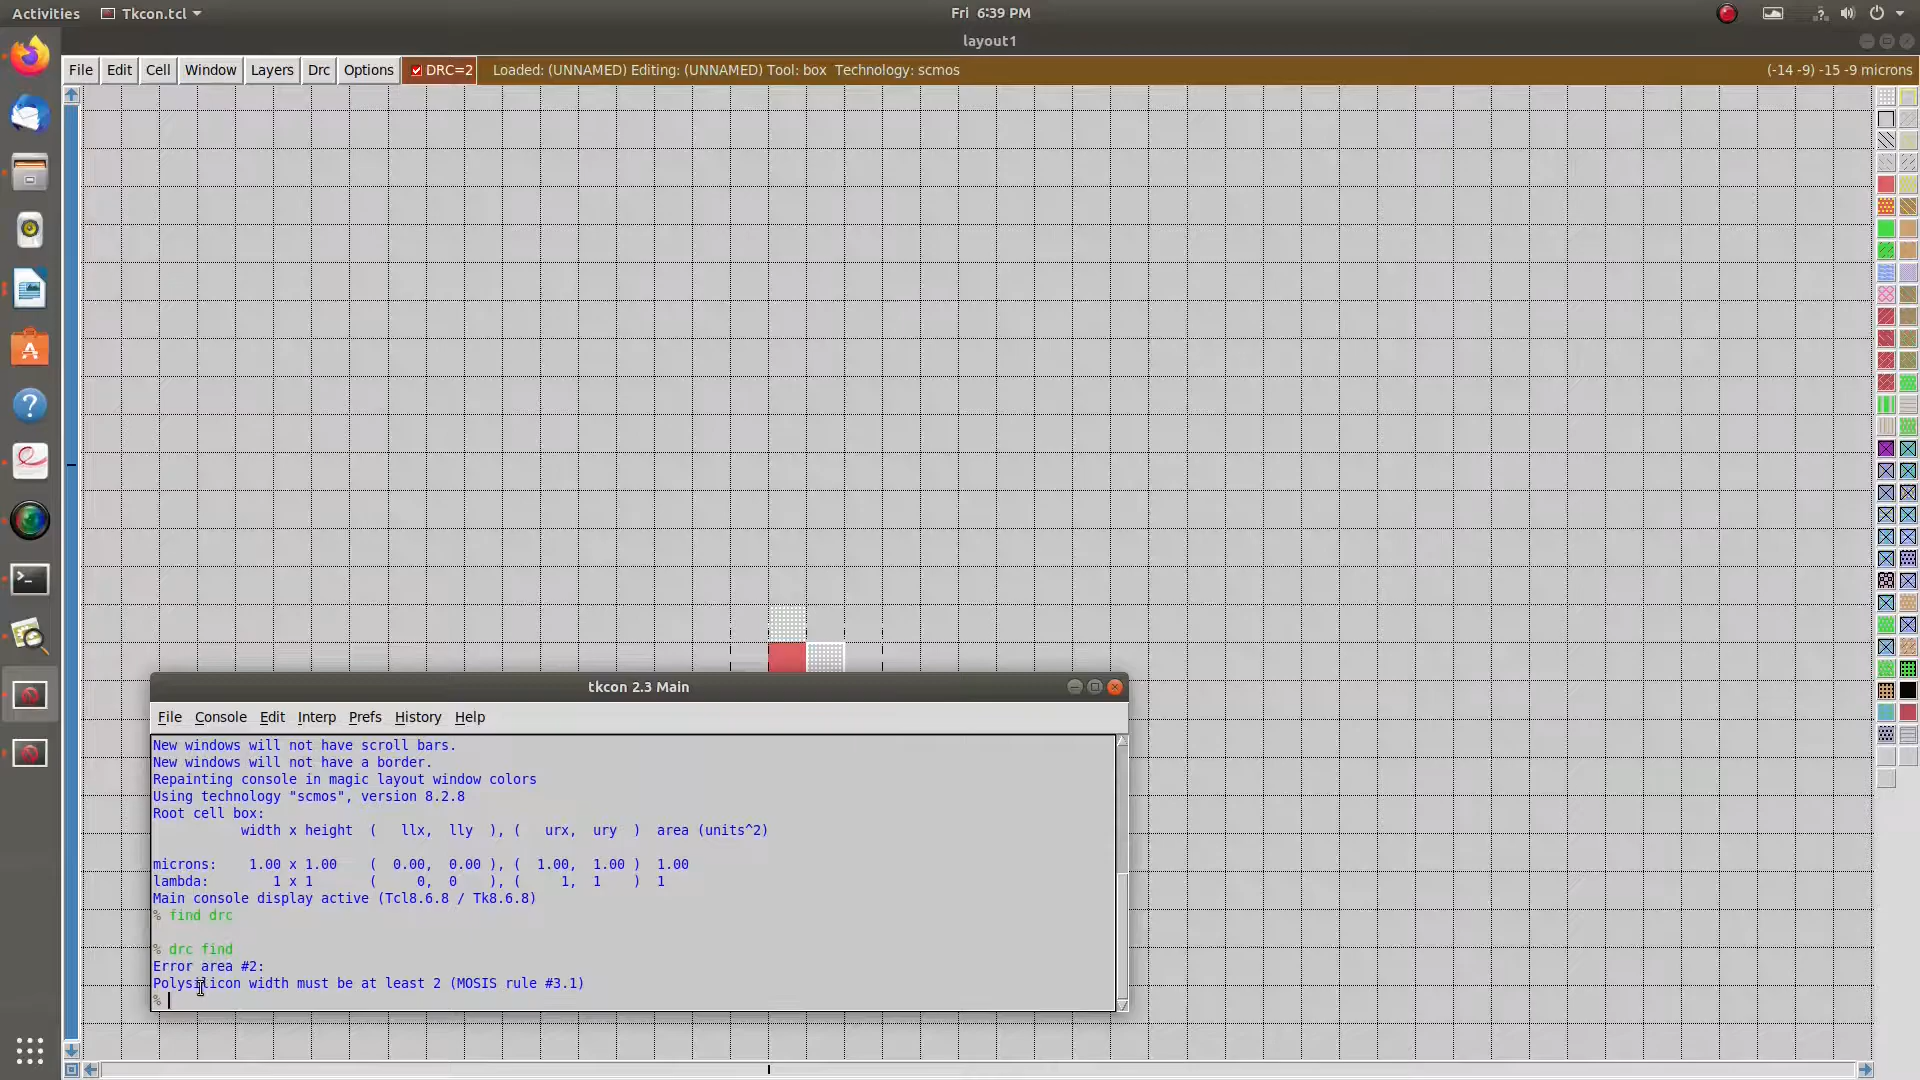 Activities Tkcon.tcl Fri 6:39 PM
layout1
File Edit Cell Window Layers Drc Options DRC=2 Loaded: (UNNAMED) Editing: (UNNAMED) Tool: box Technology: scmos (-14 -9) -15 -9 microns
tkcon 2.3 Main
File Console Edit Interp Prefs History Help
New windows will not have scroll bars.
New windows will not have a border.
Repainting console in magic layout window colors
Using technology "scmos", version 8.2.8
Root cell box:
width x height ( llx, lly ), ( urx, ury ) area (units^2)
microns: 1.00 x 1.00 ( 0.00, 0.00 ), ( 1.00, 1.00 ) 1.00
lambda: 1 x 1 ( 0, 0 ), ( 1, 1 ) 1
Main console display active (Tcl8.6.8 / Tk8.6.8)
% find drc
% drc find
Error area #2:
Polysilicon width must be at least 2 (MOSIS rule #3.1)
%